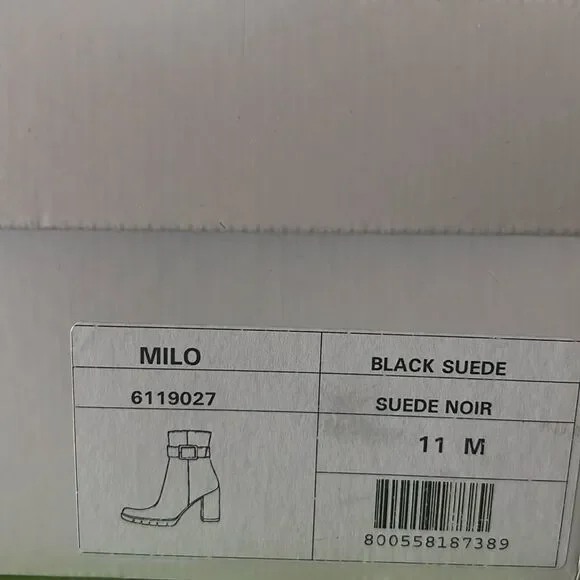 MILO
6119027
BLACK SUEDE
SUEDE NOIR
11 M
800558187389